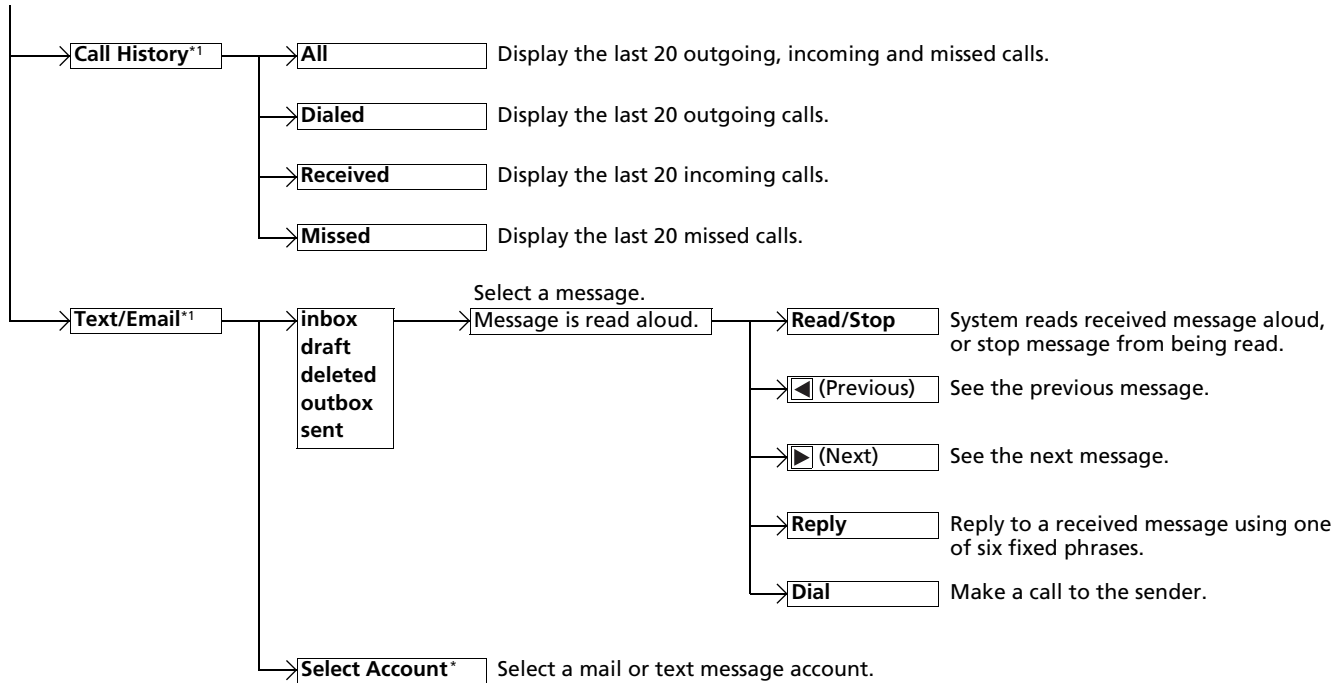 Call History*1
All
Display the last 20 outgoing, incoming and missed calls.
Dialed
Display the last 20 outgoing calls.
Received
Display the last 20 incoming calls.
Missed
Display the last 20 missed calls.
Text/Email*1
inbox
draft
deleted
outbox
sent
Select a message.
Message is read aloud.
Read/Stop
System reads received message aloud,
or stop message from being read.
(Previous)
See the previous message.
(Next)
See the next message.
Reply
Reply to a received message using one
of six fixed phrases.
Dial
Make a call to the sender.
Select Account*
Select a mail or text message account.